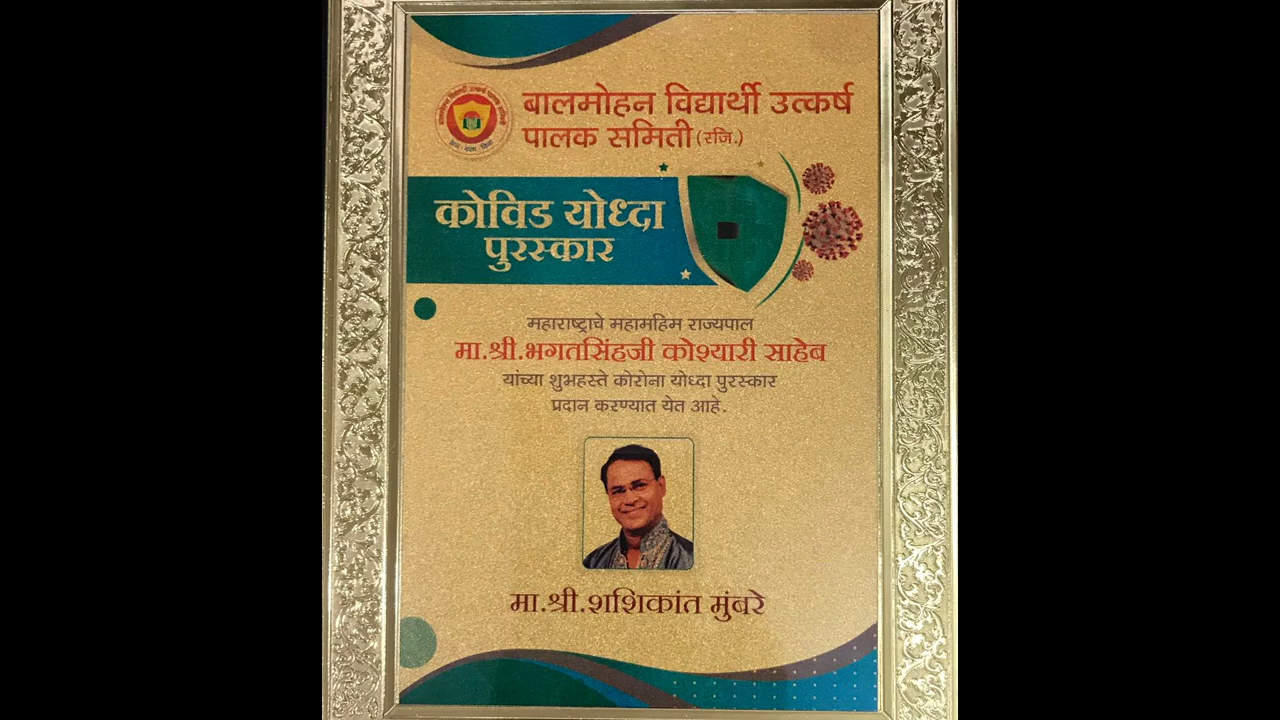 बालमोहन विद्यार्थी उत्कर्ष
पालक समिती (रजि.)
कोविड योध्दा
पुरस्कार
महाराष्ट्राचे महामहिम राज्यपाल
मा.श्री.भगतसिंहजी कोश्यारी साहेब
यांच्या शुभहस्ते कोरोना योध्दा पुरस्कार
प्रदान करण्यात येत आहे.
मा.श्री.शशिकांत मुंबरे